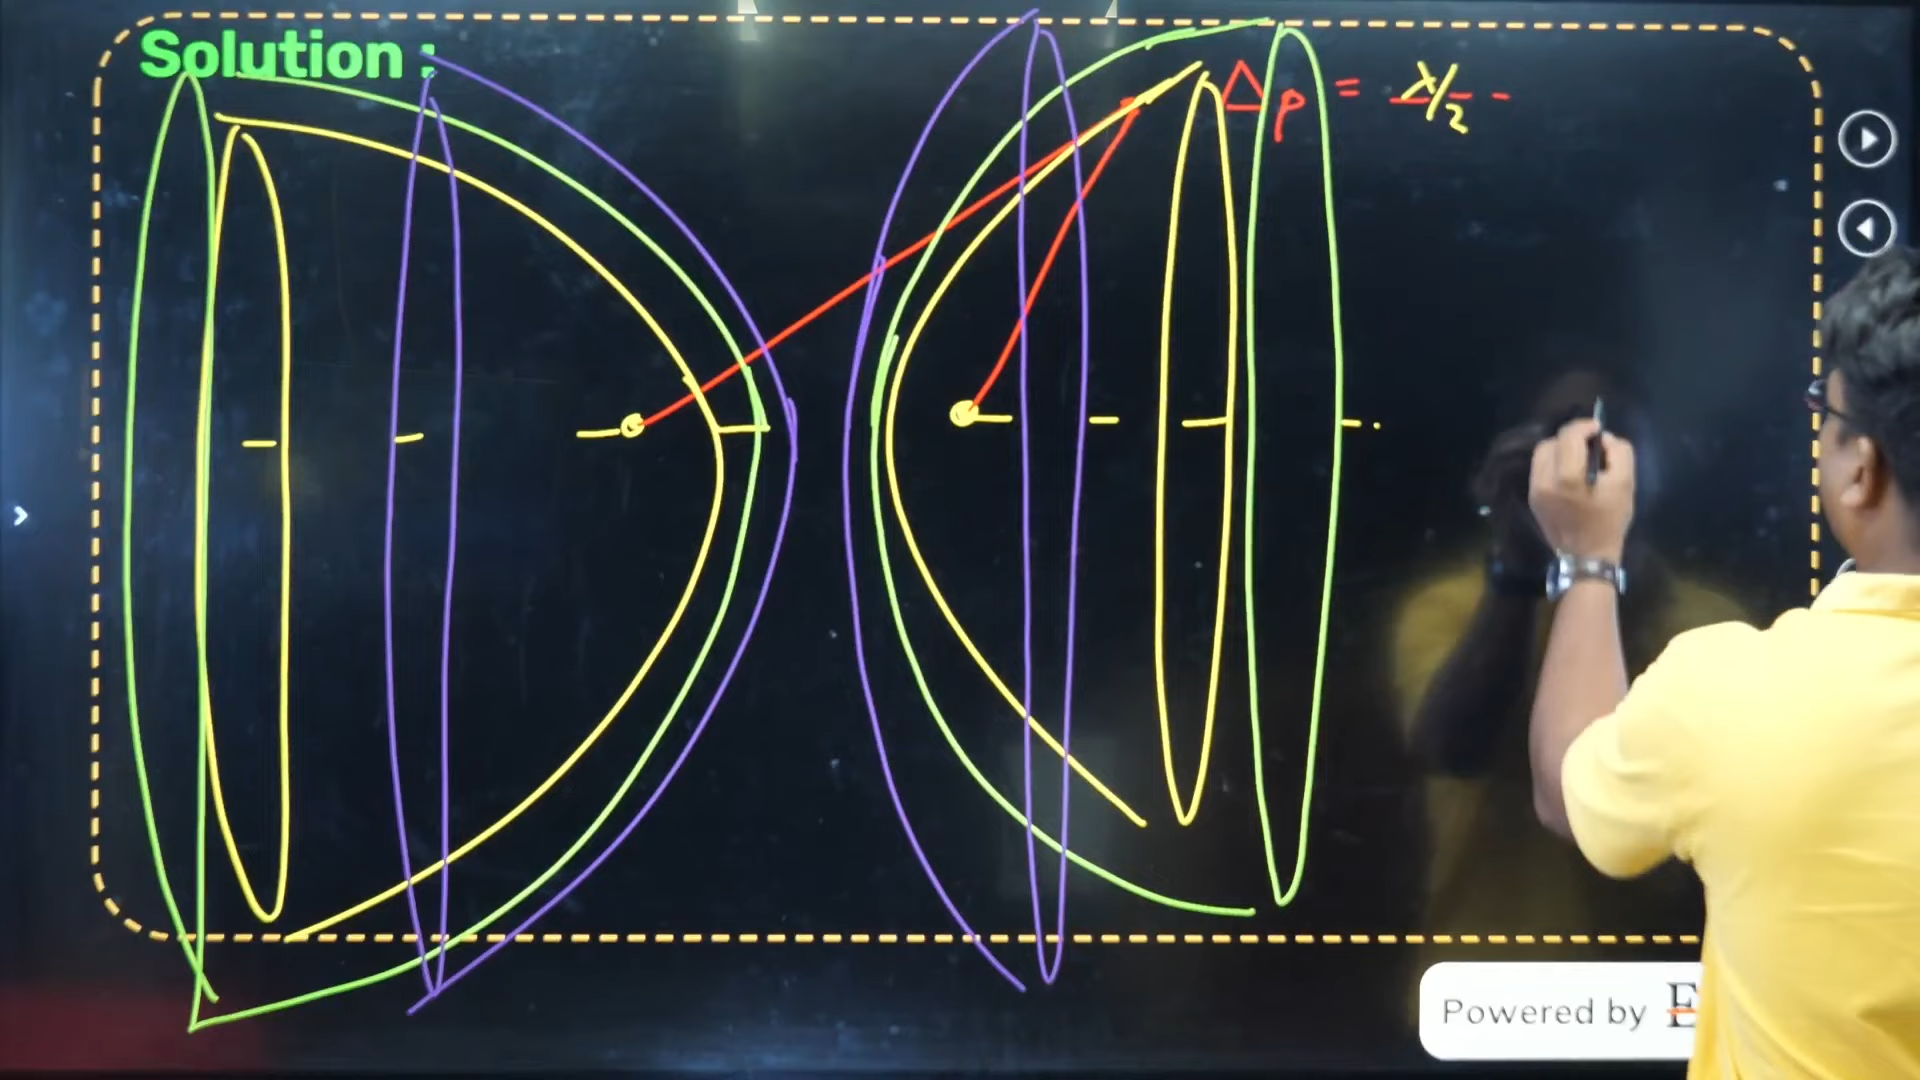 Solution :
Δp = λ/2
Powered by E